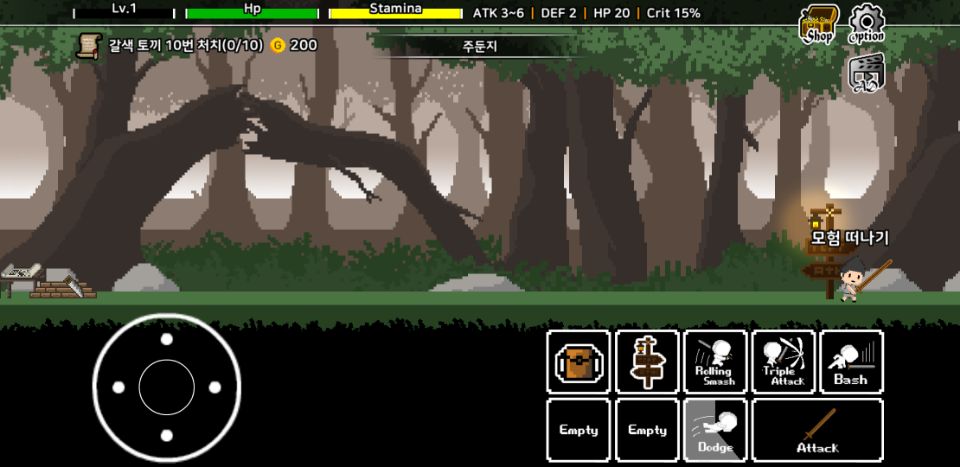 Lv.1 Hp Stamina ATK 3~6 | DEF 2 | HP 20 | Crit 15%
갈색 토끼 10번 처치(0/10) G 200
주둔지
Shop
Option
AD
모험 떠나기
Rolling
Smash
Triple
Attack
Bash
Empty
Empty
Dodge
Attack